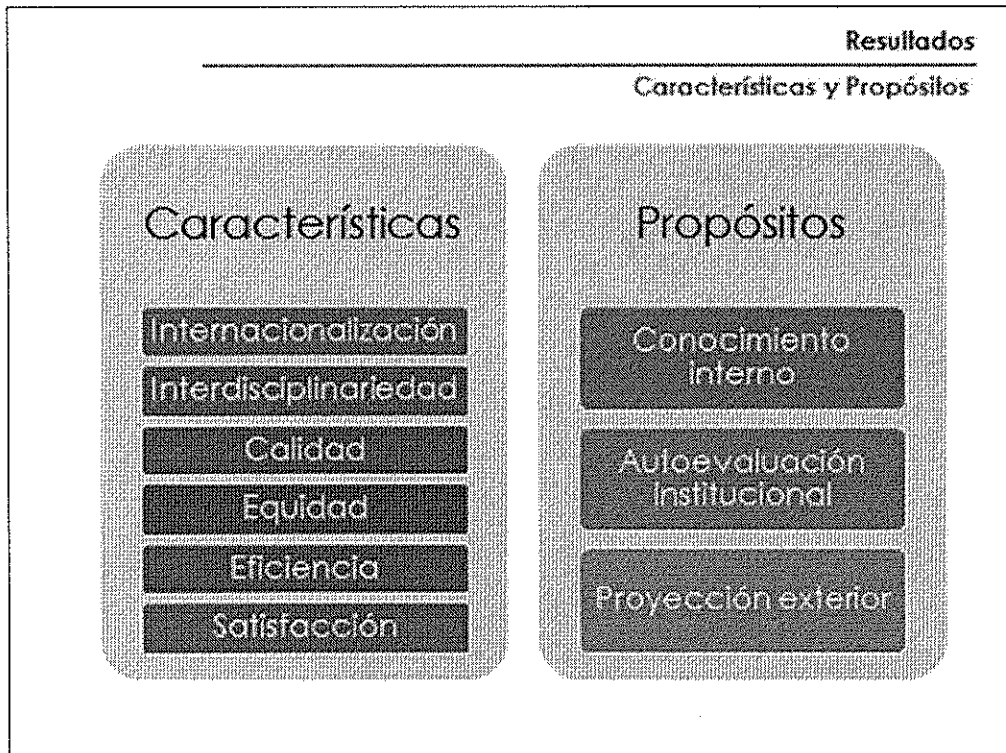 Resultados
Características y Propósitos
Características
Internacionalización
Interdisciplinariedad
Calidad
Equidad
Eficiencia
Satisfacción
Propósitos
Conocimiento
interno
Autoevaluación
institucional
Proyección exterior